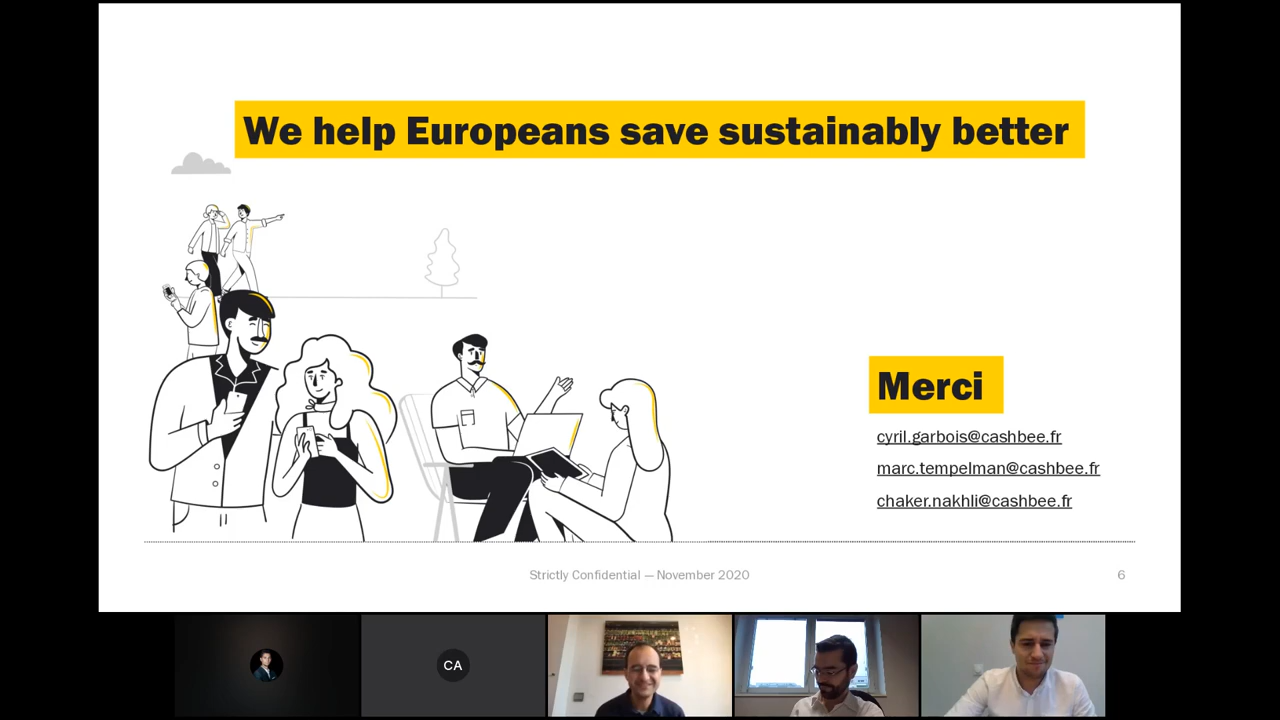 We help Europeans save sustainably better
Merci
cyril.garbois@cashbee.fr
marc.tempelman@cashbee.fr
chaker.nakhli@cashbee.fr
Strictly Confidential — November 2020
6
CA